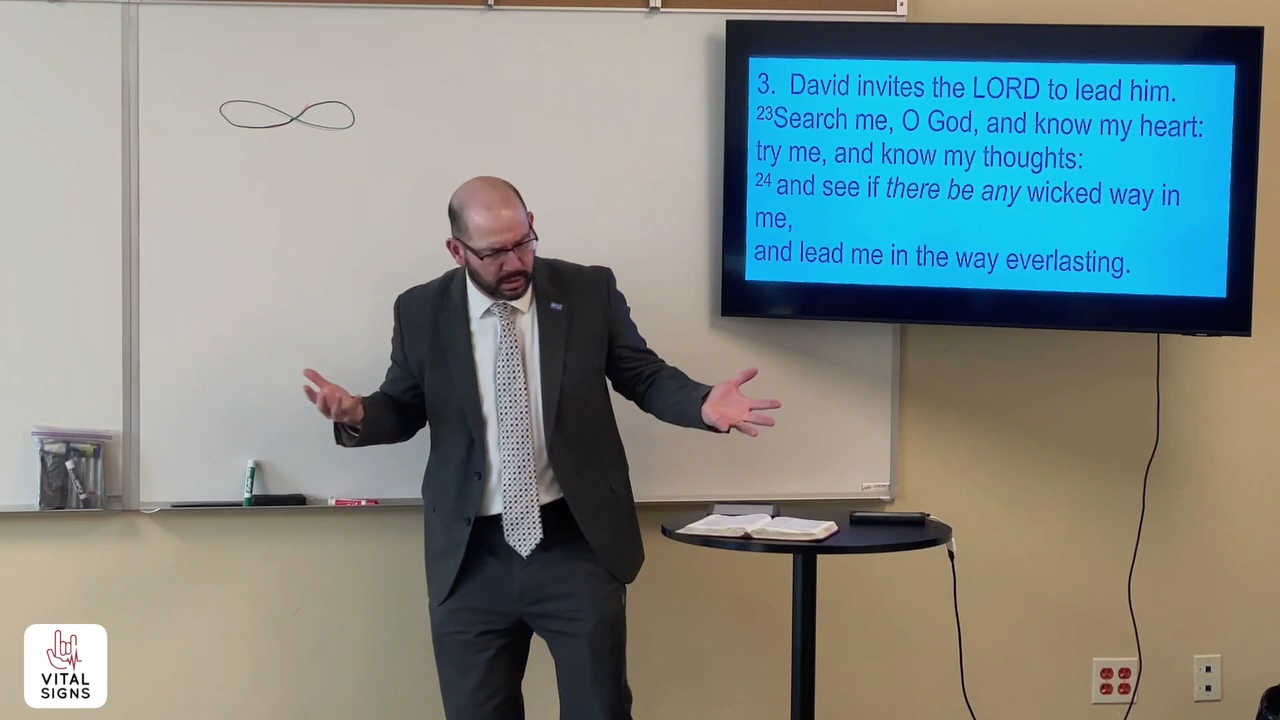 3. David invites the LORD to lead him.
23Search me, O God, and know my heart:
try me, and know my thoughts:
24 and see if there be any wicked way in
me,
and lead me in the way everlasting.
VITAL
SIGNS